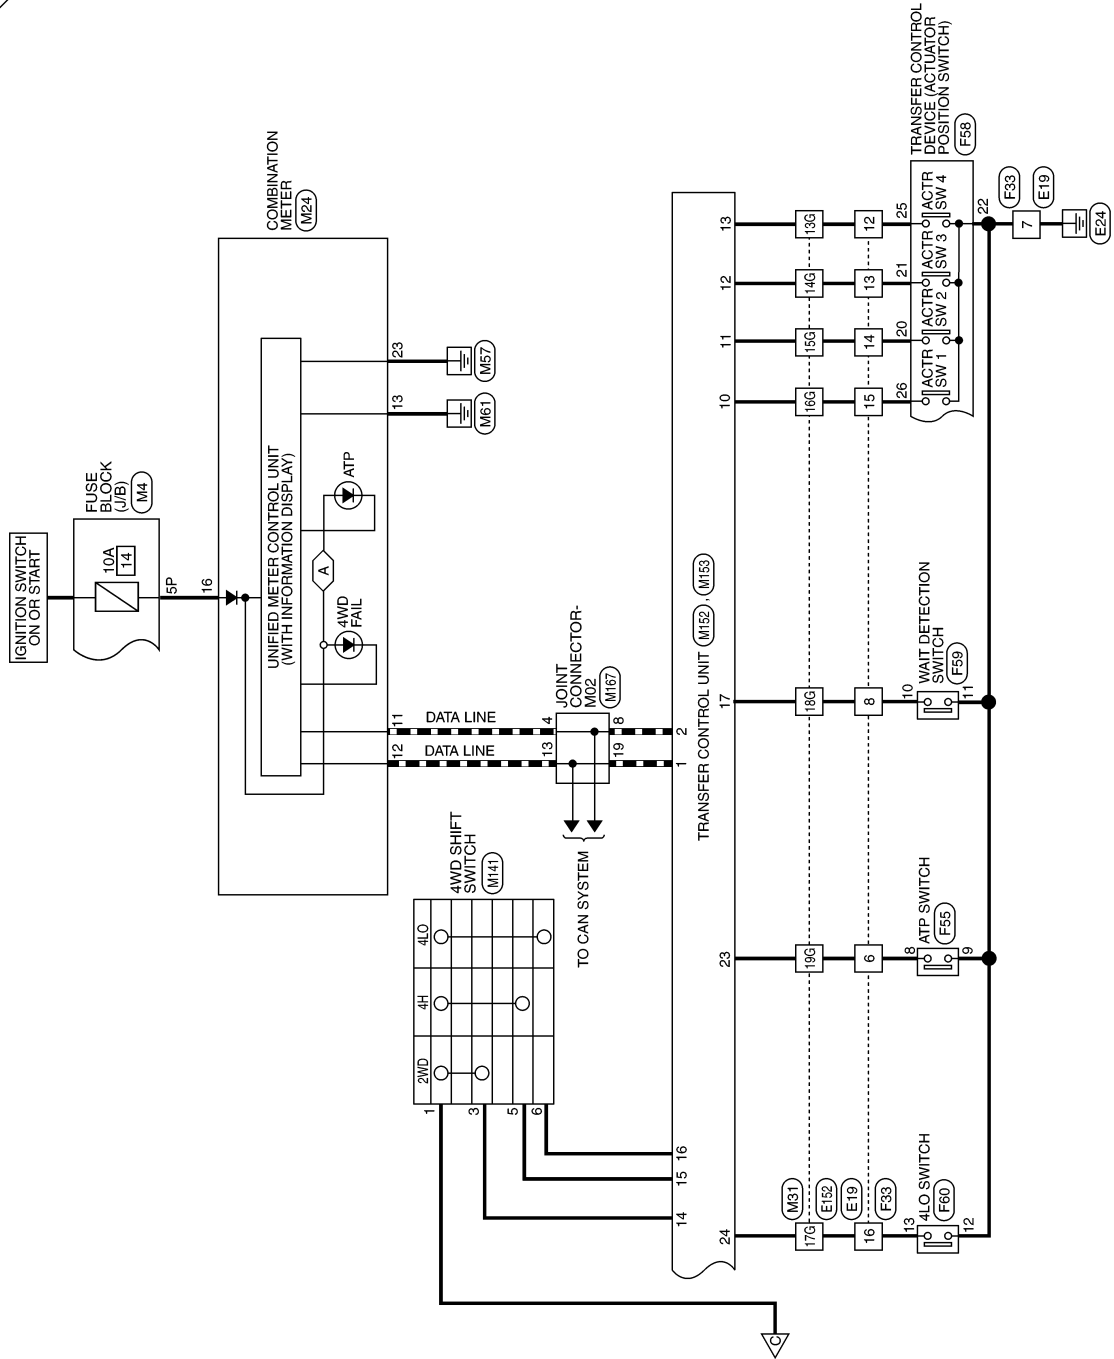 IGNITION SWITCH
ON OR START
FUSE
BLOCK
(J/B)
M4
10A
14
5P
16
COMBINATION
METER
M24
UNIFIED METER CONTROL UNIT
(WITH INFORMATION DISPLAY)
4WD
FAIL
A
ATP
12
11
13
23
M61
M57
DATA LINE
DATA LINE
4WD SHIFT
SWITCH
M141
2WD
4H
4LO
1
3
5
6
JOINT
CONNECTOR-
M02
M167
13
4
19
8
TO CAN SYSTEM
14
15
16
1
2
TRANSFER CONTROL UNIT
M152
,
M153
24
23
17
10
11
12
13
M31
E152
17G
19G
18G
16G
15G
14G
13G
E19
F33
16
6
8
15
14
13
12
13
4LO SWITCH
F60
12
8
ATP SWITCH
F55
9
10
WAIT DETECTION
SWITCH
F59
11
26
20
21
25
ACTR
SW 1
ACTR
SW 2
ACTR
SW 3
ACTR
SW 4
TRANSFER CONTROL
DEVICE (ACTUATOR
POSITION SWITCH)
F58
22
F33
7
E19
E24
C